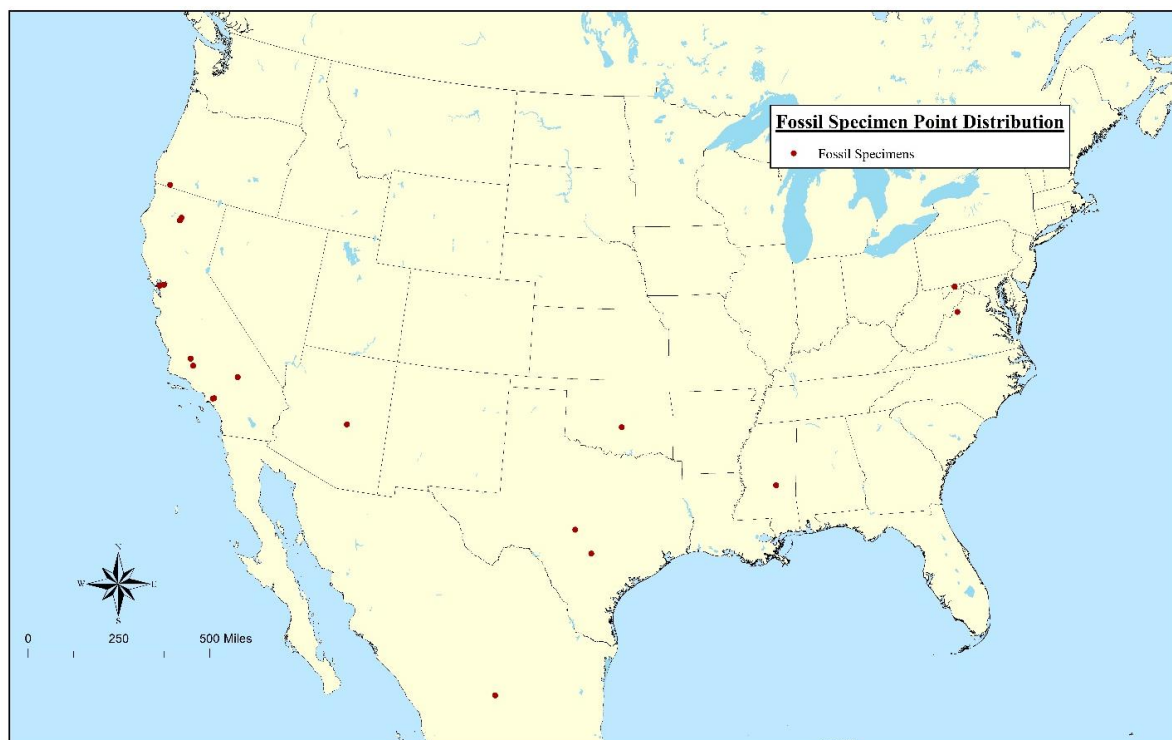 Fossil Specimen Point Distribution
Fossil Specimens
N
W E
S
0 250 500 Miles